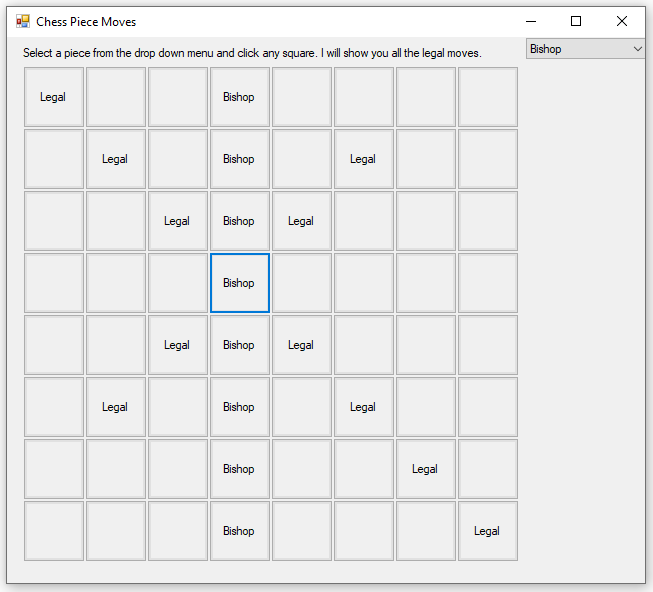 Chess Piece Moves
Select a piece from the drop down menu and click any square. I will show you all the legal moves.
Bishop
Legal Bishop
Legal Bishop Legal
Legal Bishop Legal
Bishop
Legal Bishop Legal
Legal Bishop Legal
Bishop Legal
Bishop Legal